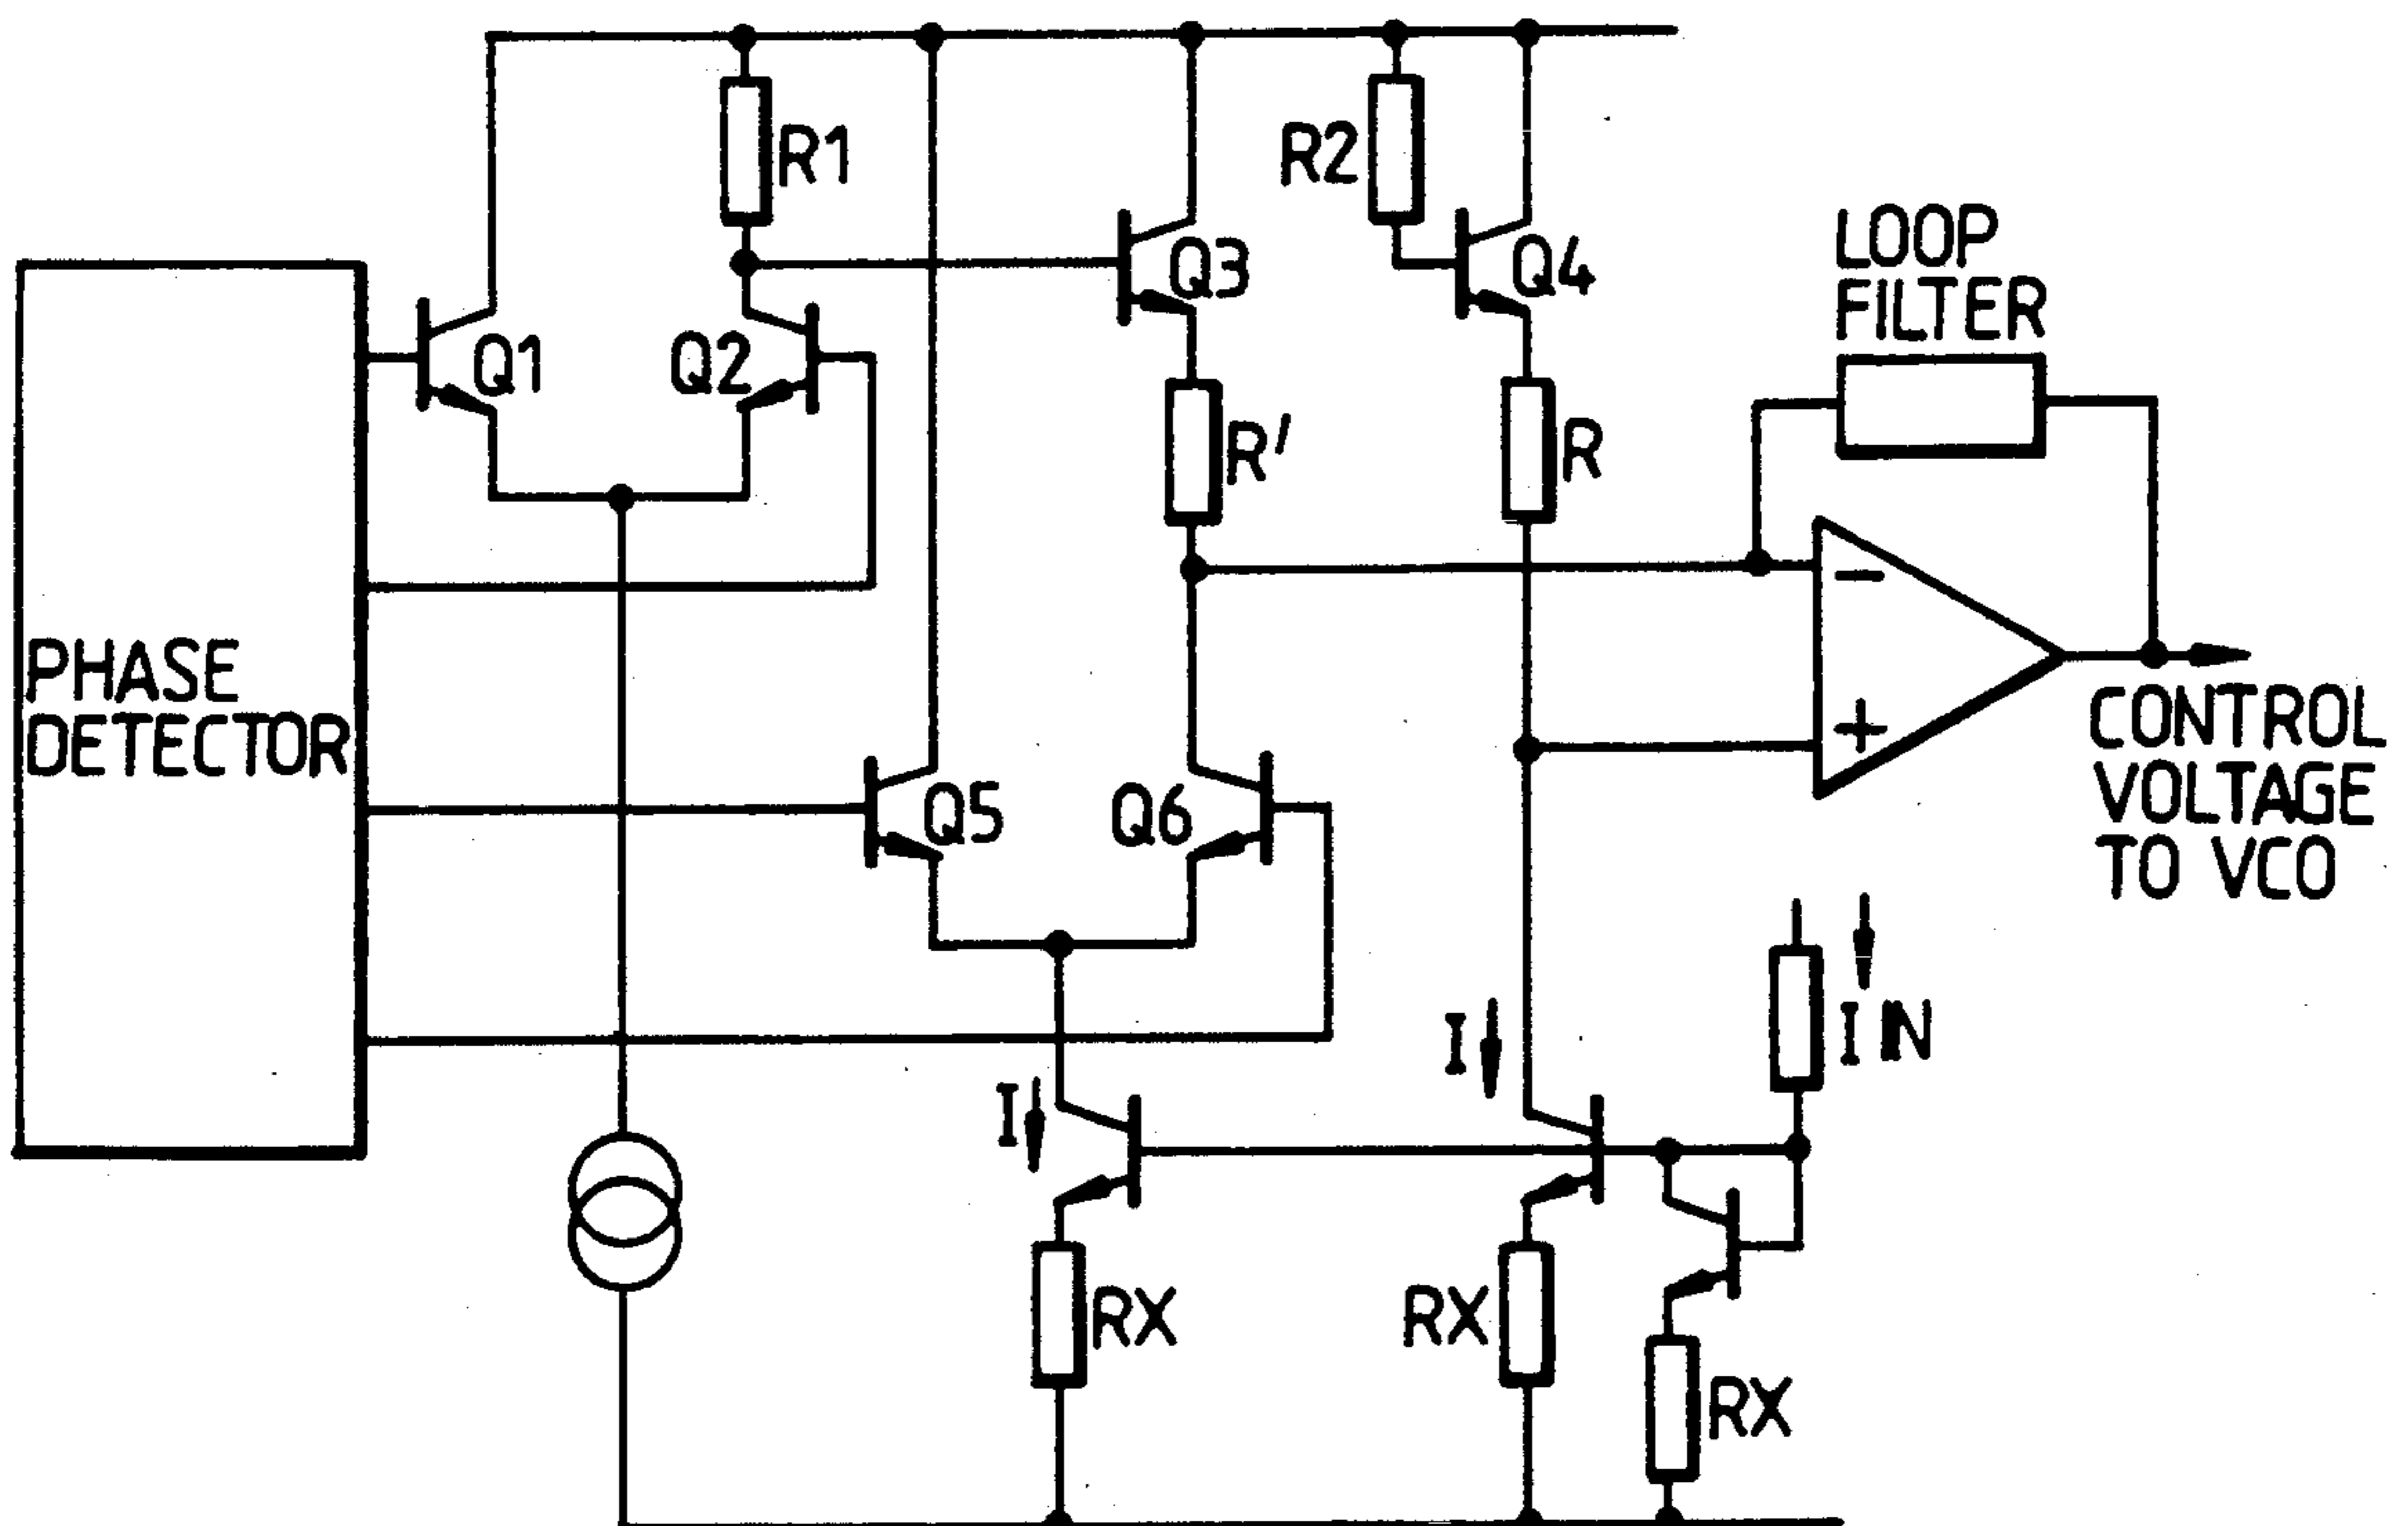 R1
R2
Q3
Q4
LOOP
FILTER
Q1
Q2
R'
R
−
PHASE
DETECTOR
+
CONTROL
VOLTAGE
TO VCO
Q5
Q6
I
I IN
I
RX
RX
RX